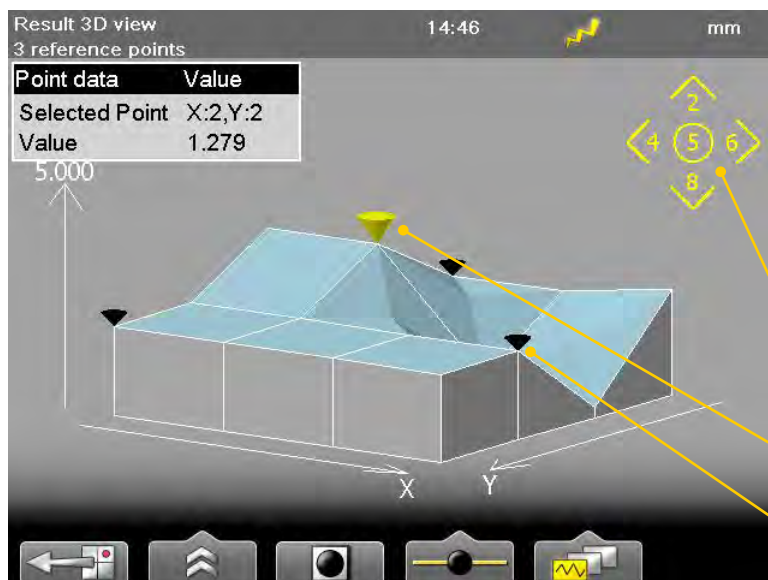 Result 3D view 14:46 mm
3 reference points
Point data Value
Selected Point X:2,Y:2
Value 1.279
5.000
2
4 5 6
8
X Y